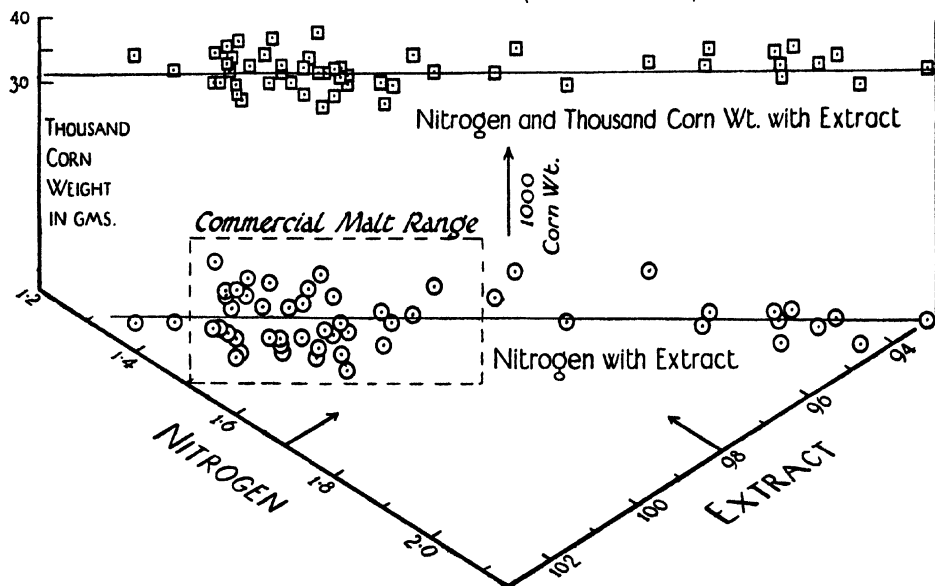 40
30
THOUSAND
CORN
WEIGHT
IN GMS.
Nitrogen and Thousand Corn Wt. with Extract
1000
Corn Wt.
Commercial Malt Range
Nitrogen with Extract
1·2
1·4
1·6
1·8
2·0
NITROGEN
94
96
98
100
102
EXTRACT